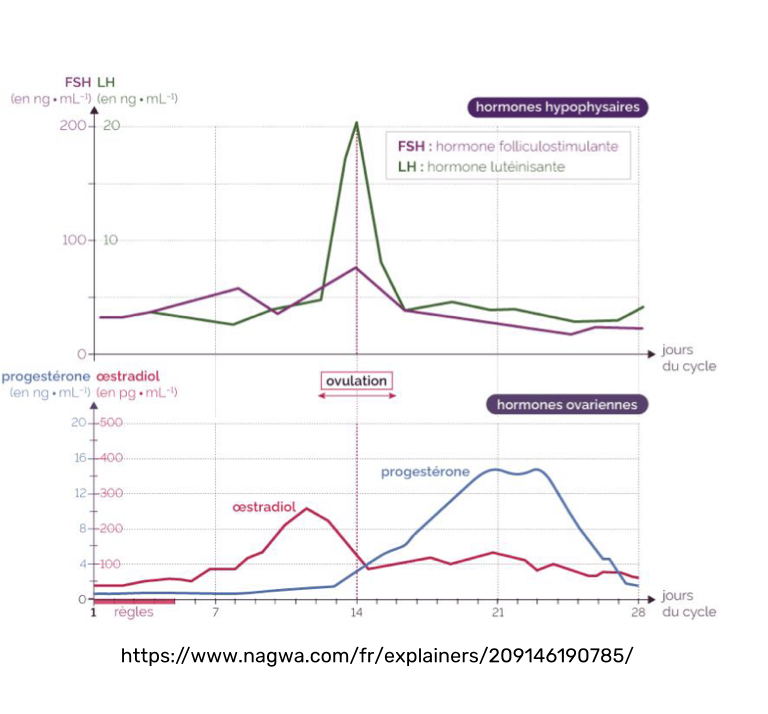 FSH LH
(en ng • mL⁻¹) (en ng • mL⁻¹)
hormones hypophysaires
200 20
FSH : hormone folliculostimulante
LH : hormone lutéinisante
100 10
0
jours
du cycle
progestérone œstradiol
(en ng • mL⁻¹) (en pg • mL⁻¹)
ovulation
hormones ovariennes
20 500
16 400
progestérone
12 300
œstradiol
8 200
4 100
0
jours
du cycle
1 règles 7 14 21 28
https://www.nagwa.com/fr/explainers/209146190785/